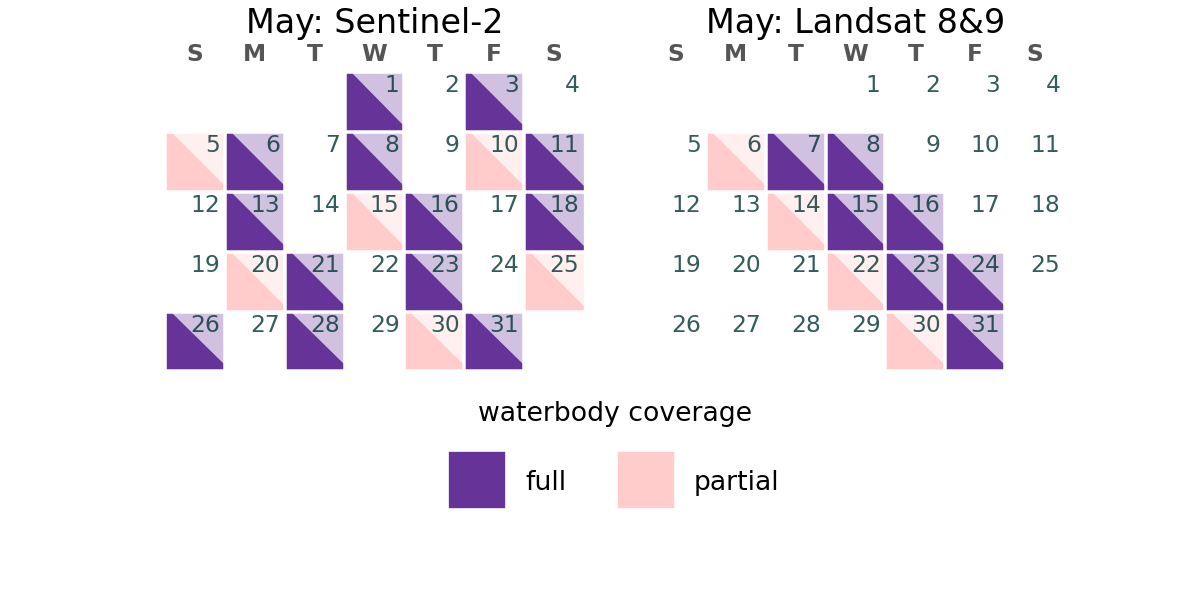 May: Sentinel-2
S M T W T F S
1 2 3 4
5 6 7 8 9 10 11
12 13 14 15 16 17 18
19 20 21 22 23 24 25
26 27 28 29 30 31
May: Landsat 8&9
S M T W T F S
1 2 3 4
5 6 7 8 9 10 11
12 13 14 15 16 17 18
19 20 21 22 23 24 25
26 27 28 29 30 31
waterbody coverage
full partial